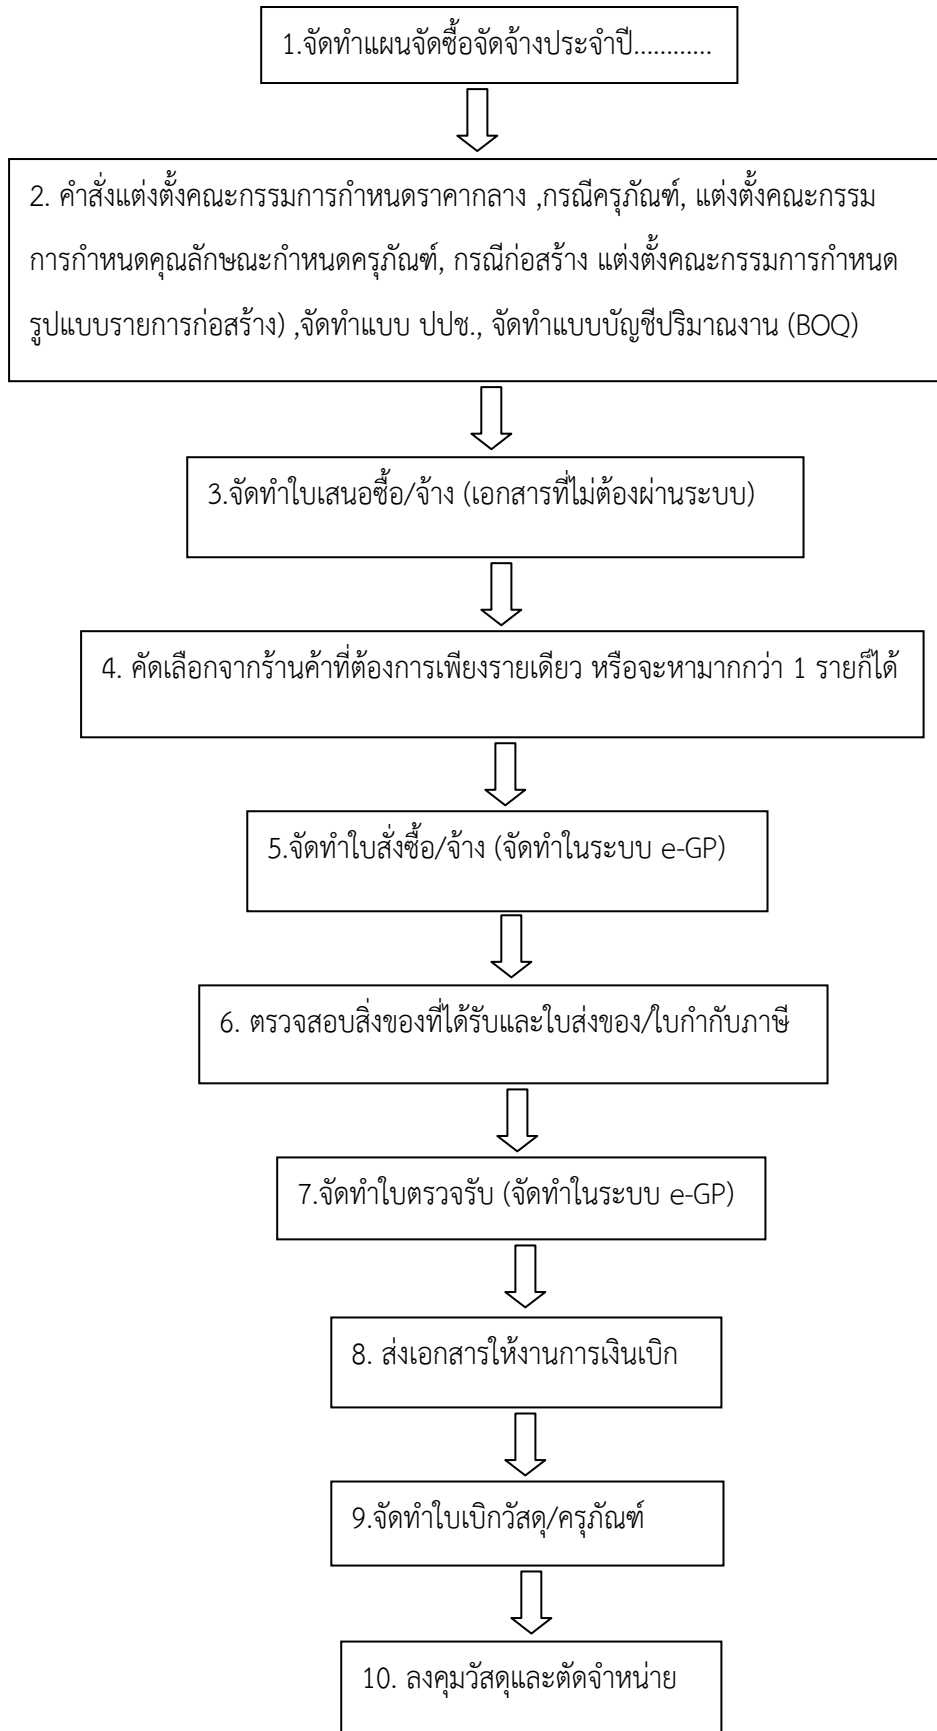 1.จัดทำแผนจัดซื้อจัดจ้างประจำปี............
2. คำสั่งแต่งตั้งคณะกรรมการกำหนดราคากลาง ,กรณีครุภัณฑ์, แต่งตั้งคณะกรรม
การกำหนดคุณลักษณะกำหนดครุภัณฑ์, กรณีก่อสร้าง แต่งตั้งคณะกรรมการกำหนด
รูปแบบรายการก่อสร้าง) ,จัดทำแบบ ปปช., จัดทำแบบบัญชีปริมาณงาน (BOQ)
3.จัดทำใบเสนอซื้อ/จ้าง (เอกสารที่ไม่ต้องผ่านระบบ)
4. คัดเลือกจากร้านค้าที่ต้องการเพียงรายเดียว หรือจะหามากกว่า 1 รายก็ได้
5.จัดทำใบสั่งซื้อ/จ้าง (จัดทำในระบบ e-GP)
6. ตรวจสอบสิ่งของที่ได้รับและใบส่งของ/ใบกำกับภาษี
7.จัดทำใบตรวจรับ (จัดทำในระบบ e-GP)
8. ส่งเอกสารให้งานการเงินเบิก
9.จัดทำใบเบิกวัสดุ/ครุภัณฑ์
10. ลงคุมวัสดุและตัดจำหน่าย